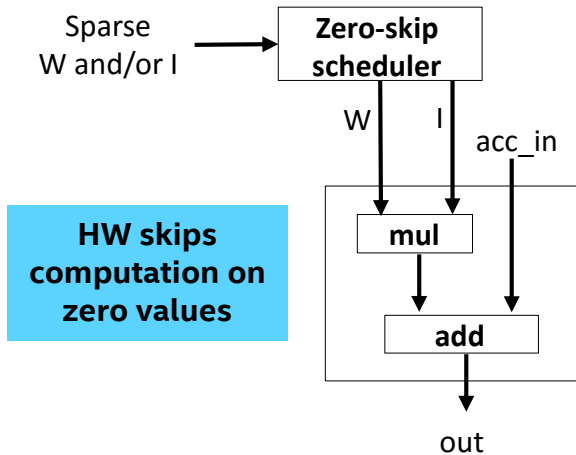 Sparse
W and/or I
Zero-skip
scheduler
W
I
acc_in
HW skips
computation on
zero values
mul
add
out